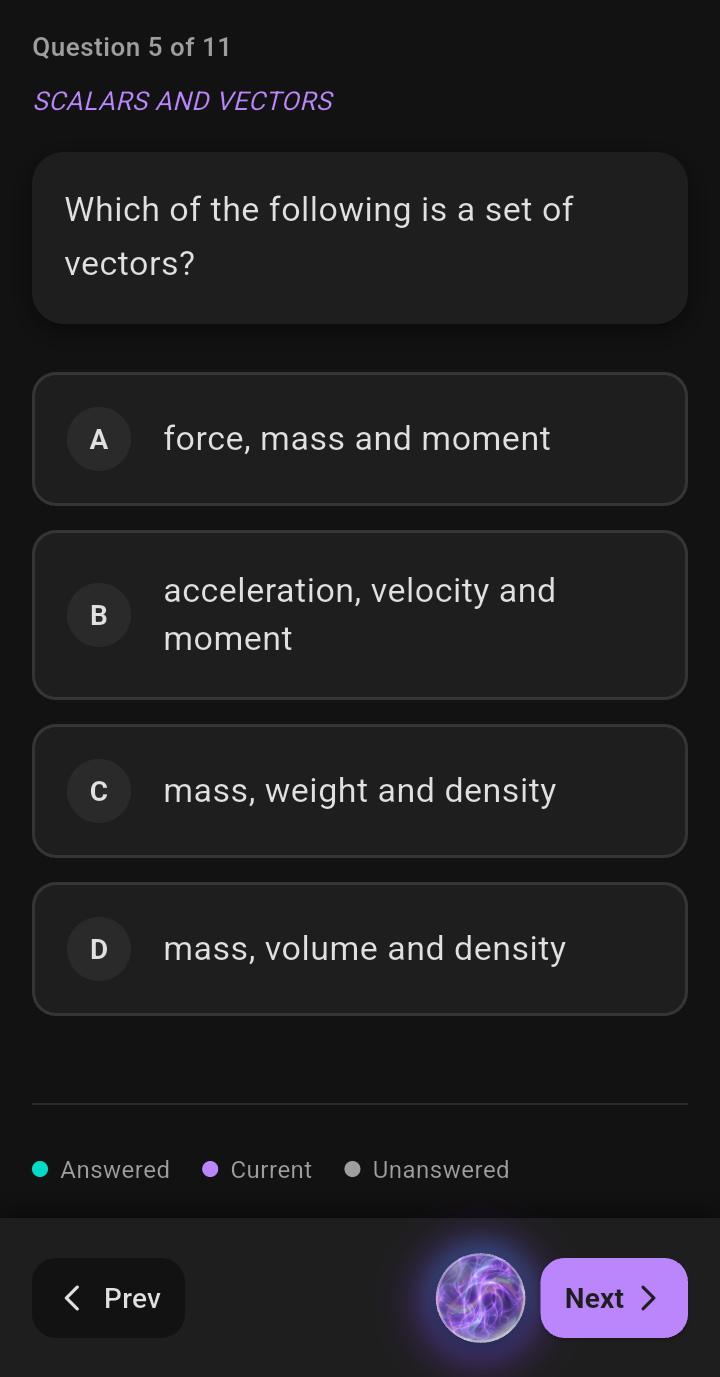 Question 5 of 11
SCALARS AND VECTORS
Which of the following is a set of
vectors?
A force, mass and moment
B acceleration, velocity and
moment
C mass, weight and density
D mass, volume and density
Answered Current Unanswered
Prev Next